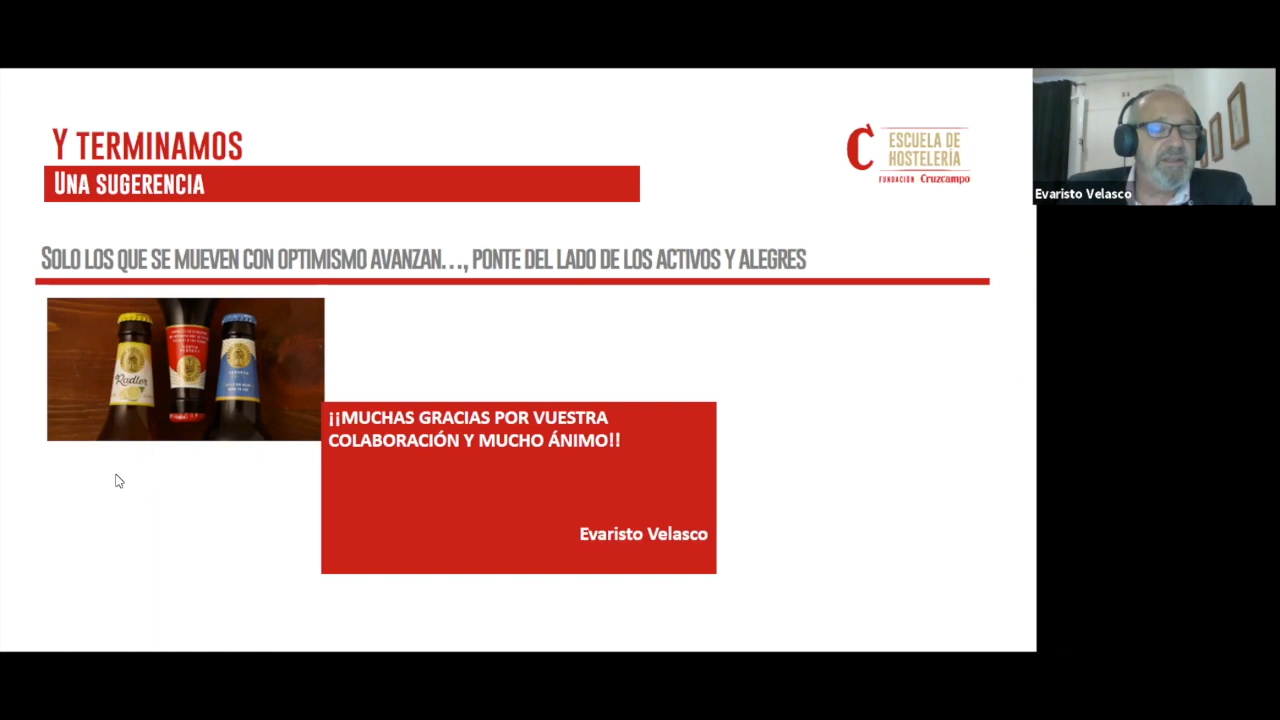 Y TERMINAMOS
UNA SUGERENCIA
C ESCUELA DE
HOSTELERÍA
FUNDACIÓN Cruzcampo
Evaristo Velasco
SOLO LOS QUE SE MUEVEN CON OPTIMISMO AVANZAN..., PONTE DEL LADO DE LOS ACTIVOS Y ALEGRES
Radler
¡¡MUCHAS GRACIAS POR VUESTRA
COLABORACIÓN Y MUCHO ÁNIMO!!
Evaristo Velasco